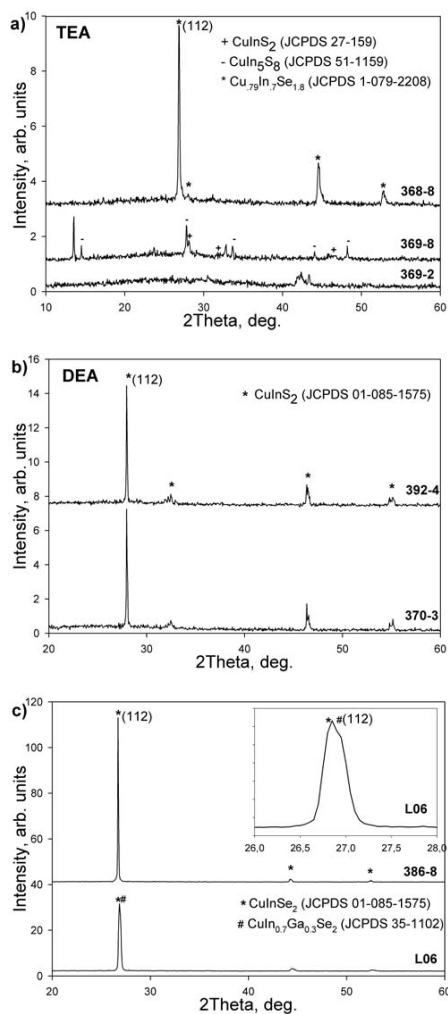 a) TEA
*(112)
+ CuInS2 (JCPDS 27-159)
- CuIn5S8 (JCPDS 51-1159)
* Cu.79In.7Se1.8 (JCPDS 1-079-2208)
10
8
6
4
2
0
Intensity, arb. units
* * *
368-8
- + + - - + -
-
369-8
369-2
10 20 30 40 50 60
2Theta, deg.
b) DEA
*(112)
* CuInS2 (JCPDS 01-085-1575)
16
14
12
10
8
6
4
2
0
Intensity, arb. units
* * *
392-4
370-3
20 30 40 50 60
2Theta, deg.
c)
*(112)
120
100
80
60
40
20
0
Intensity, arb. units
* #(112)
L06
26,0 26,5 27,0 27,5 28,0
* *
386-8
*#
* CuInSe2 (JCPDS 01-085-1575)
# CuIn0.7Ga0.3Se2 (JCPDS 35-1102)
L06
20 30 40 50 60
2Theta, deg.